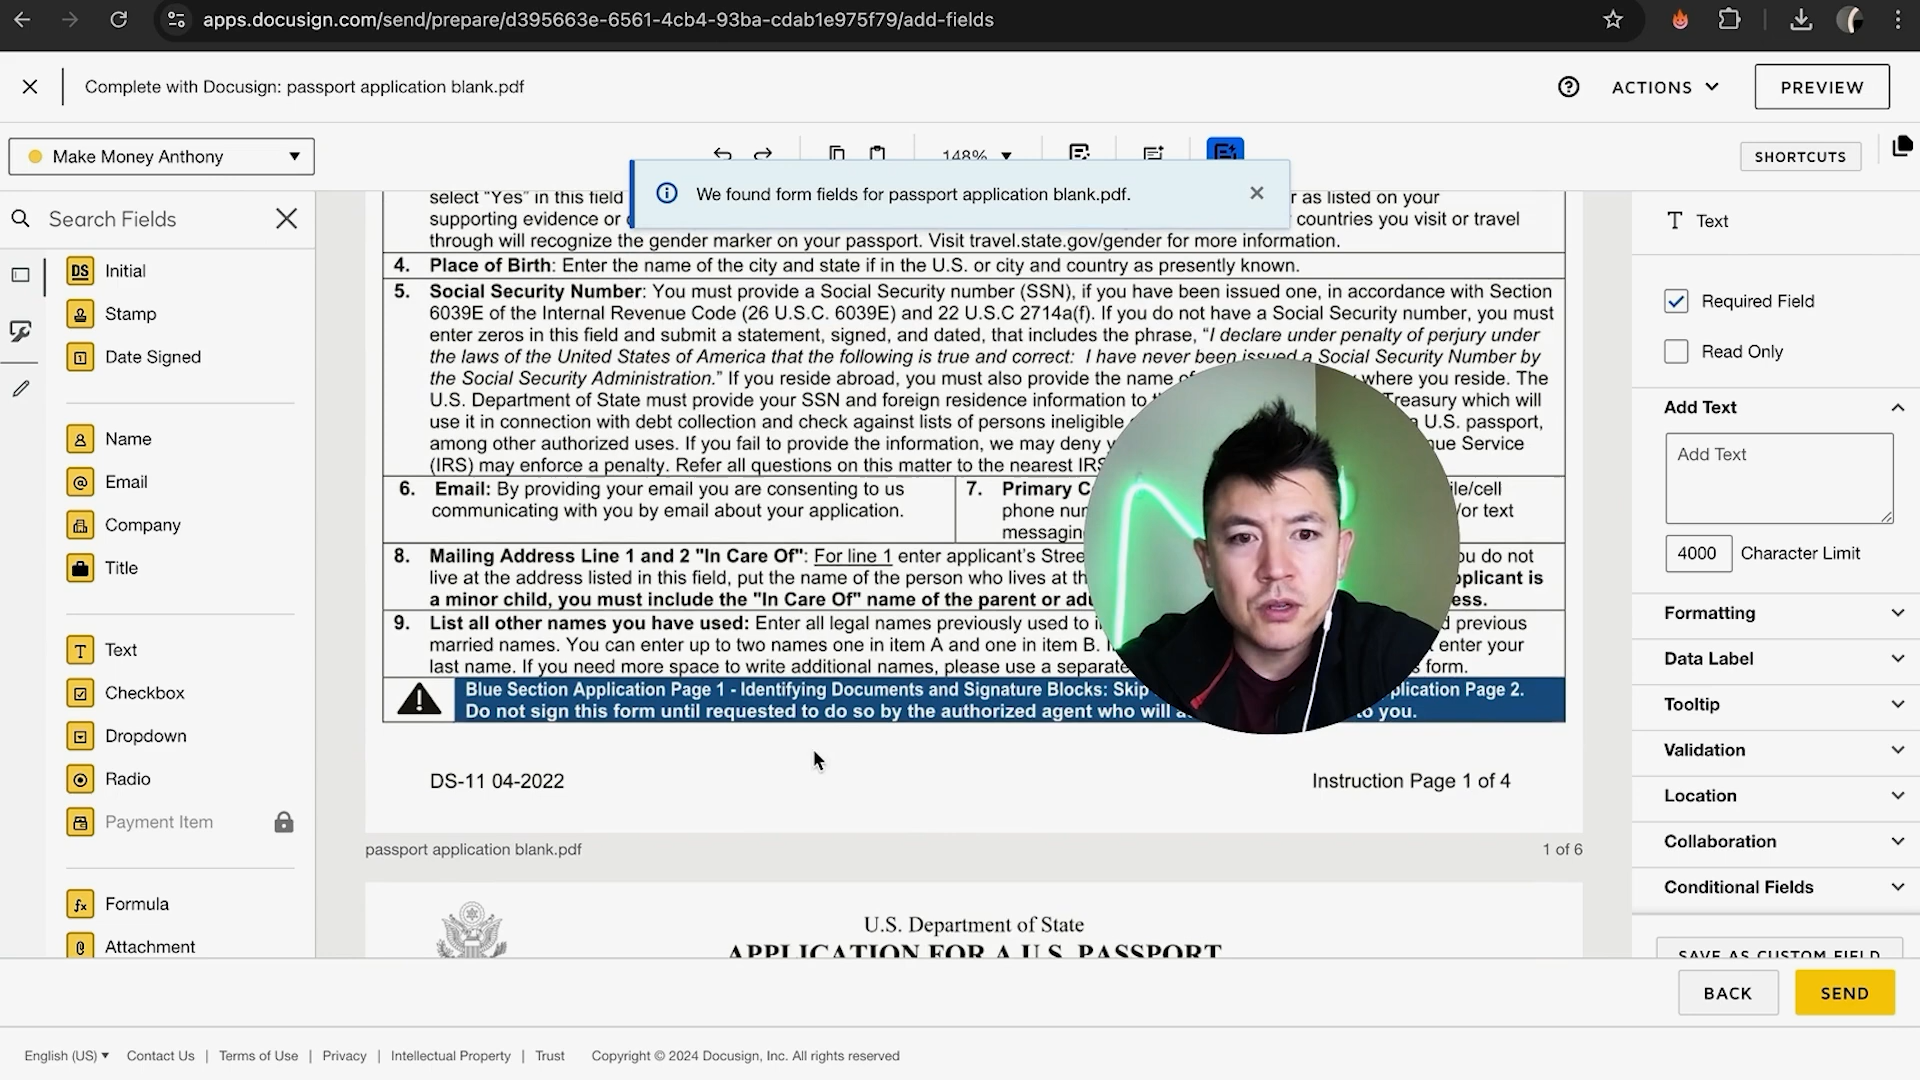 apps.docusign.com/send/prepare/d395663e-6561-4cb4-93ba-cdab1e975f79/add-fields
Complete with Docusign: passport application blank.pdf
ACTIONS
PREVIEW
Make Money Anthony
148%
SHORTCUTS
We found form fields for passport application blank.pdf.
Search Fields
Initial
Stamp
Date Signed
Name
Email
Company
Title
Text
Checkbox
Dropdown
Radio
Payment Item
Formula
Attachment
select "Yes" in this field
r as listed on your
supporting evidence or
countries you visit or travel
through will recognize the gender marker on your passport. Visit travel.state.gov/gender for more information.
4. Place of Birth: Enter the name of the city and state if in the U.S. or city and country as presently known.
5. Social Security Number: You must provide a Social Security number (SSN), if you have been issued one, in accordance with Section
6039E of the Internal Revenue Code (26 U.S.C. 6039E) and 22 U.S.C 2714a(f). If you do not have a Social Security number, you must
enter zeros in this field and submit a statement, signed, and dated, that includes the phrase, "I declare under penalty of perjury under
the laws of the United States of America that the following is true and correct: I have never been issued a Social Security Number by
the Social Security Administration." If you reside abroad, you must also provide the name of where you reside. The
U.S. Department of State must provide your SSN and foreign residence information to Treasury which will
use it in connection with debt collection and check against lists of persons ineligible U.S. passport,
among other authorized uses. If you fail to provide the information, we may deny Service
(IRS) may enforce a penalty. Refer all questions on this matter to the nearest IRS
6. Email: By providing your email you are consenting to us
communicating with you by email about your application.
7. Primary
phone
messaging
/or text
8. Mailing Address Line 1 and 2 "In Care Of": For line 1 enter applicant's Street do not
live at the address listed in this field, put the name of the person who lives at applicant is
a minor child, you must include the "In Care Of" name of the parent or
9. List all other names you have used: Enter all legal names previously used to previous
married names. You can enter up to two names one in item A and one in item B. enter your
last name. If you need more space to write additional names, please use a separate form.
Blue Section Application Page 1 - Identifying Documents and Signature Blocks: Skip Application Page 2.
Do not sign this form until requested to do so by the authorized agent who will to you.
DS-11 04-2022
Instruction Page 1 of 4
passport application blank.pdf
1 of 6
U.S. Department of State
APPLICATION FOR A U.S. PASSPORT
Text
Required Field
Read Only
Add Text
Add Text
4000 Character Limit
Formatting
Data Label
Tooltip
Validation
Location
Collaboration
Conditional Fields
SAVE AS CUSTOM FIELD
BACK
SEND
English (US) Contact Us | Terms of Use | Privacy | Intellectual Property | Trust Copyright © 2024 Docusign, Inc. All rights reserved